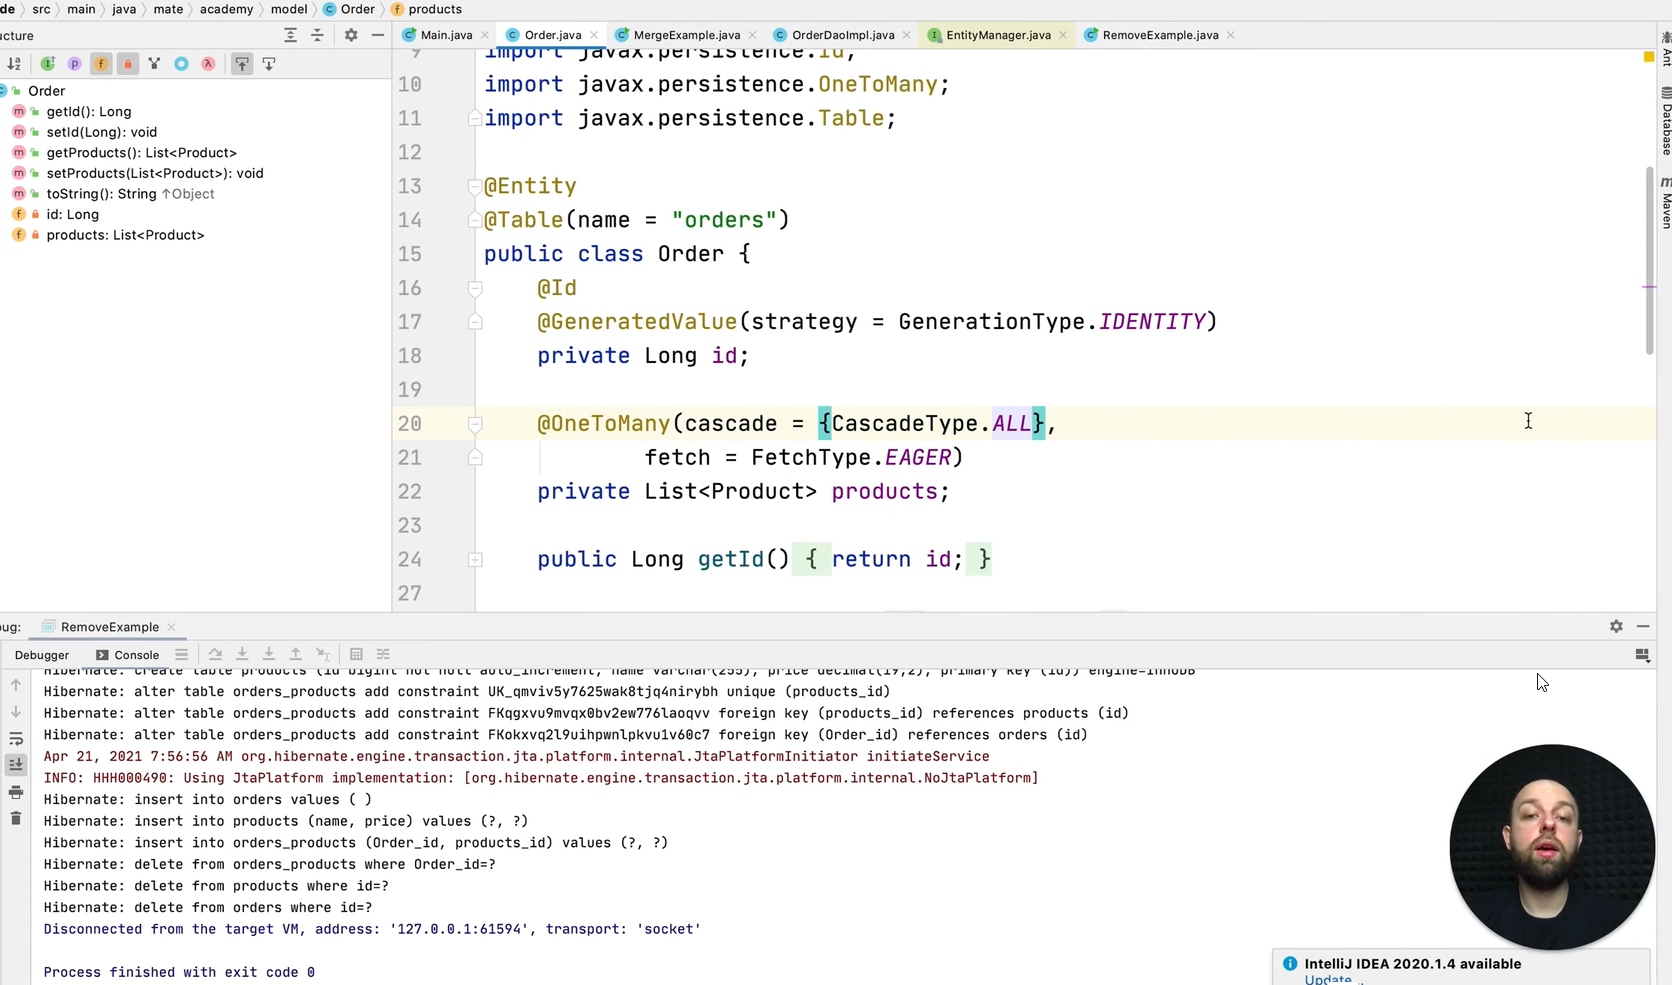 de > src > main > java > mate > academy > model > Order > products
ucture
Main.java
Order.java
MergeExample.java
OrderDaoImpl.java
EntityManager.java
RemoveExample.java
Order
getId(): Long
setId(Long): void
getProducts(): List<Product>
setProducts(List<Product>): void
toString(): String ↑Object
id: Long
products: List<Product>
9 import javax.persistence.Id;
10 import javax.persistence.OneToMany;
11 import javax.persistence.Table;
12
13 @Entity
14 @Table(name = "orders")
15 public class Order {
16 @Id
17 @GeneratedValue(strategy = GenerationType.IDENTITY)
18 private Long id;
19
20 @OneToMany(cascade = {CascadeType.ALL},
21 fetch = FetchType.EAGER)
22 private List<Product> products;
23
24 public Long getId() { return id; }
27
Ant
Database
Maven
bug: RemoveExample
Debugger Console
Hibernate: create table products (id bigint not null auto_increment, name varchar(255), price decimal(19,2), primary key (id)) engine=InnoDB
Hibernate: alter table orders_products add constraint UK_qmviv5y7625wak8tjq4nirybh unique (products_id)
Hibernate: alter table orders_products add constraint FKqgxvu9mvqx0bv2ew776laoqvv foreign key (products_id) references products (id)
Hibernate: alter table orders_products add constraint FKokxvq2l9uihpwnlpkvu1v60c7 foreign key (Order_id) references orders (id)
Apr 21, 2021 7:56:56 AM org.hibernate.engine.transaction.jta.platform.internal.JtaPlatformInitiator initiateService
INFO: HHH000490: Using JtaPlatform implementation: [org.hibernate.engine.transaction.jta.platform.internal.NoJtaPlatform]
Hibernate: insert into orders values ( )
Hibernate: insert into products (name, price) values (?, ?)
Hibernate: insert into orders_products (Order_id, products_id) values (?, ?)
Hibernate: delete from orders_products where Order_id=?
Hibernate: delete from products where id=?
Hibernate: delete from orders where id=?
Disconnected from the target VM, address: '127.0.0.1:61594', transport: 'socket'
Process finished with exit code 0
IntelliJ IDEA 2020.1.4 available
Update...